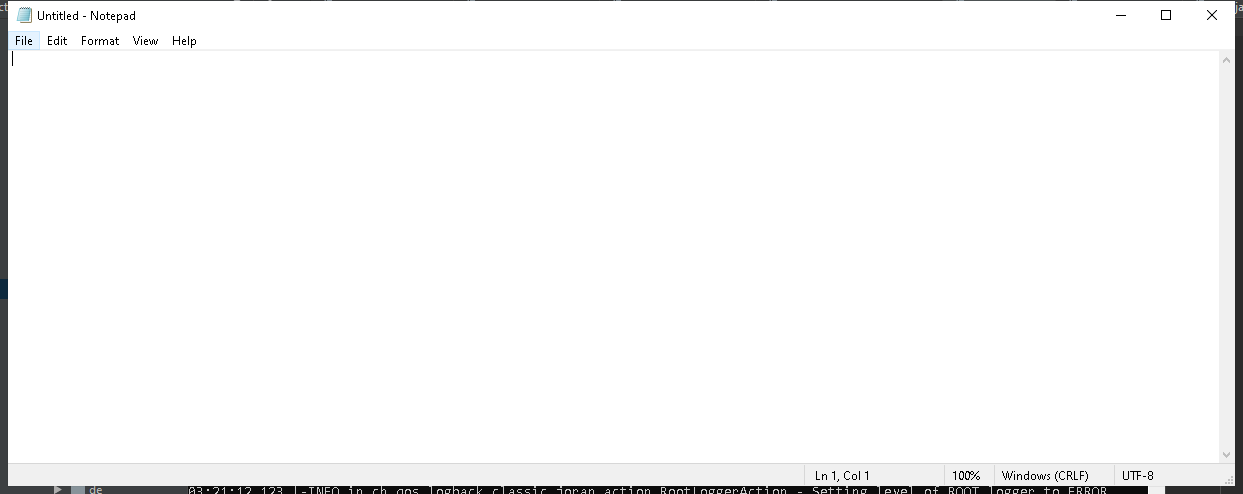 Untitled - Notepad
File Edit Format View Help
Ln 1, Col 1 100% Windows (CRLF) UTF-8
de 03:21:12,123 |-INFO in ch.qos.logback.classic.joran.action.RootLoggerAction - Setting level of ROOT logger to ERROR